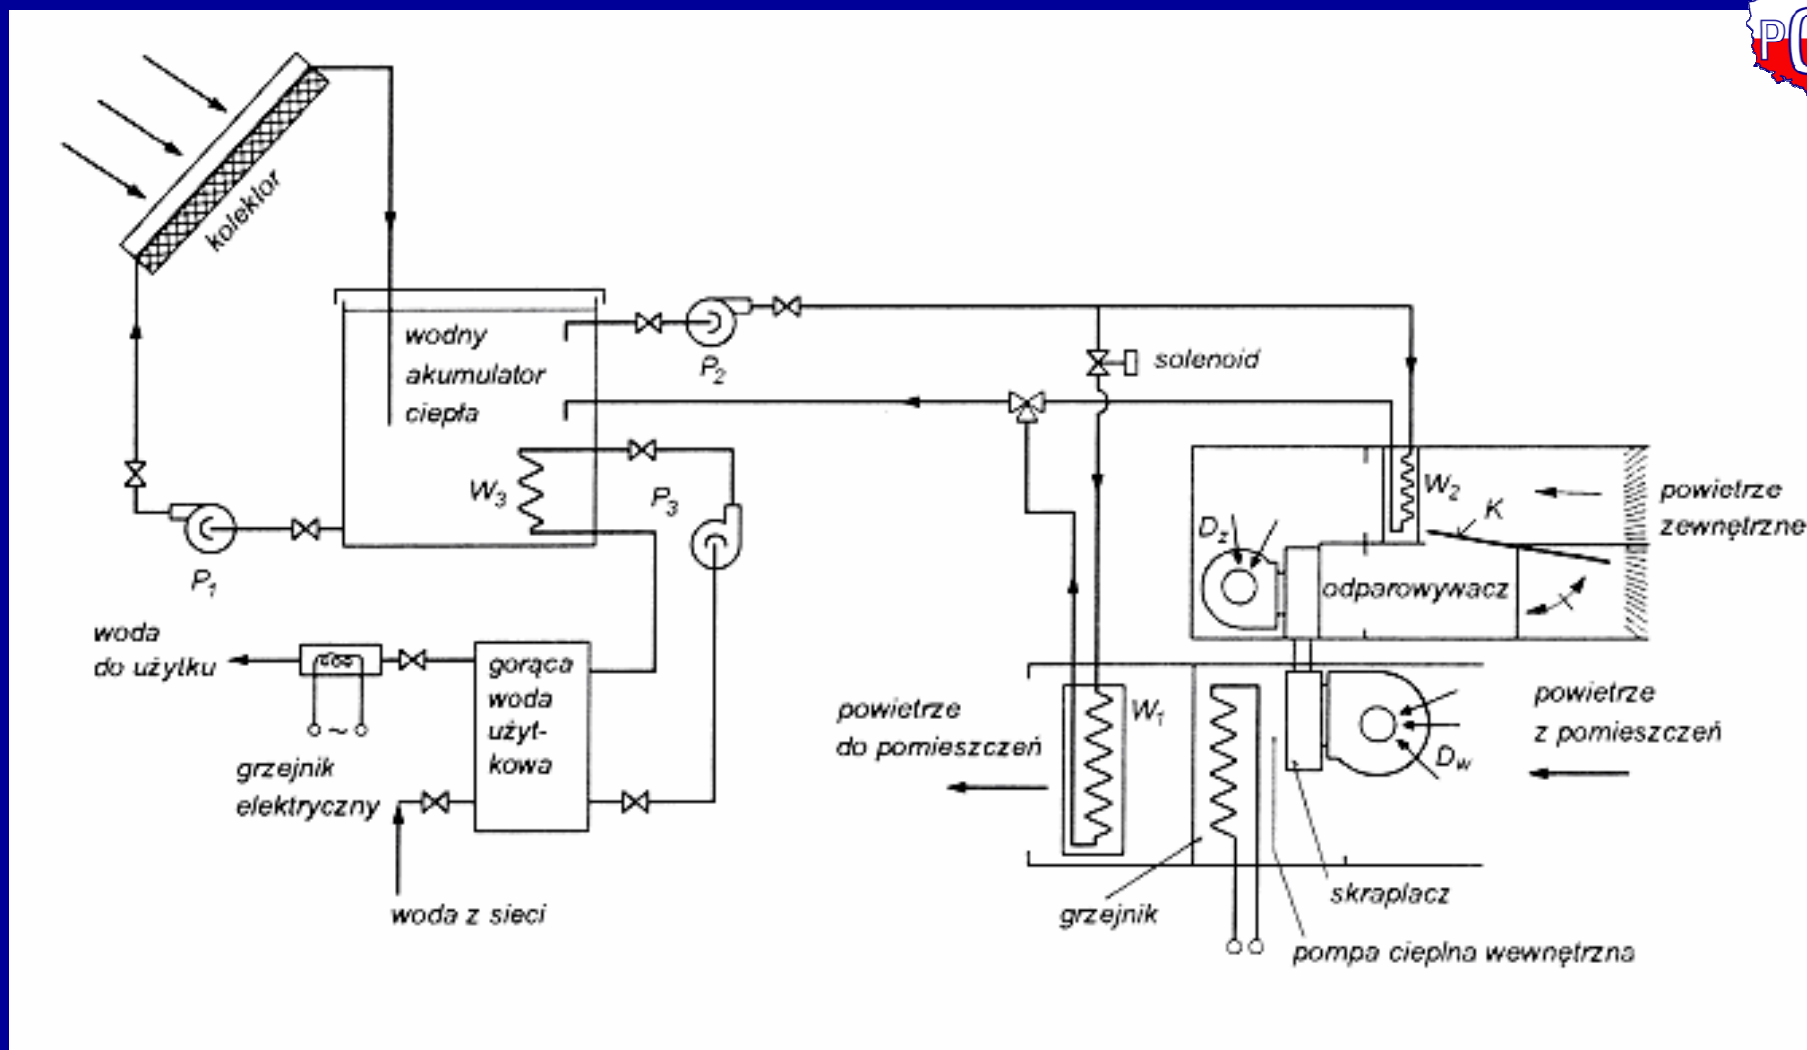 kolektor
wodny
akumulator
ciepła
P2
solenoid
W3
P3
W2
K
powietrze
zewnętrzne
Dz
P1
odparowywacz
woda
do użytku
gorąca
woda
użyt-
kowa
~
grzejnik
elektryczny
woda z sieci
powietrze
do pomieszczeń
W1
powietrze
z pomieszczeń
Dw
skraplacz
grzejnik
pompa cieplna wewnętrzna